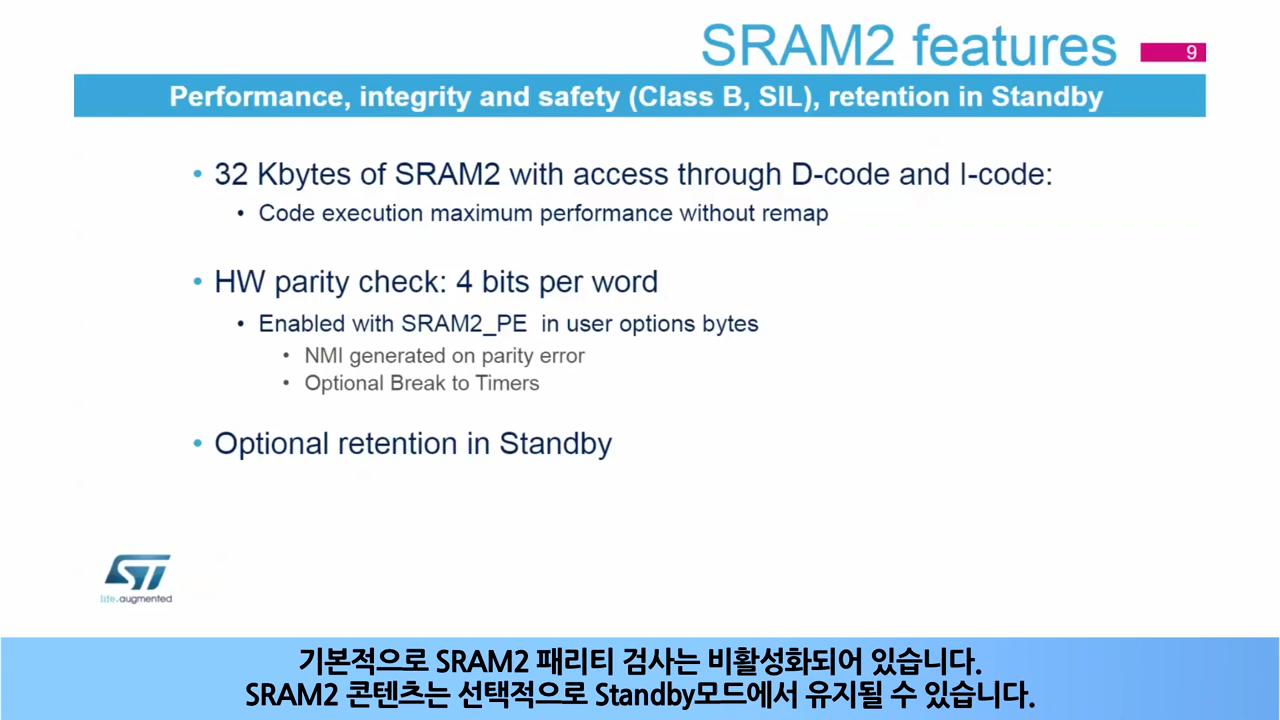 SRAM2 features
9
Performance, integrity and safety (Class B, SIL), retention in Standby
• 32 Kbytes of SRAM2 with access through D-code and I-code:
• Code execution maximum performance without remap
• HW parity check: 4 bits per word
• Enabled with SRAM2_PE in user options bytes
• NMI generated on parity error
• Optional Break to Timers
• Optional retention in Standby
ST
life.augmented
기본적으로 SRAM2 패리티 검사는 비활성화되어 있습니다.
SRAM2 콘텐츠는 선택적으로 Standby모드에서 유지될 수 있습니다.